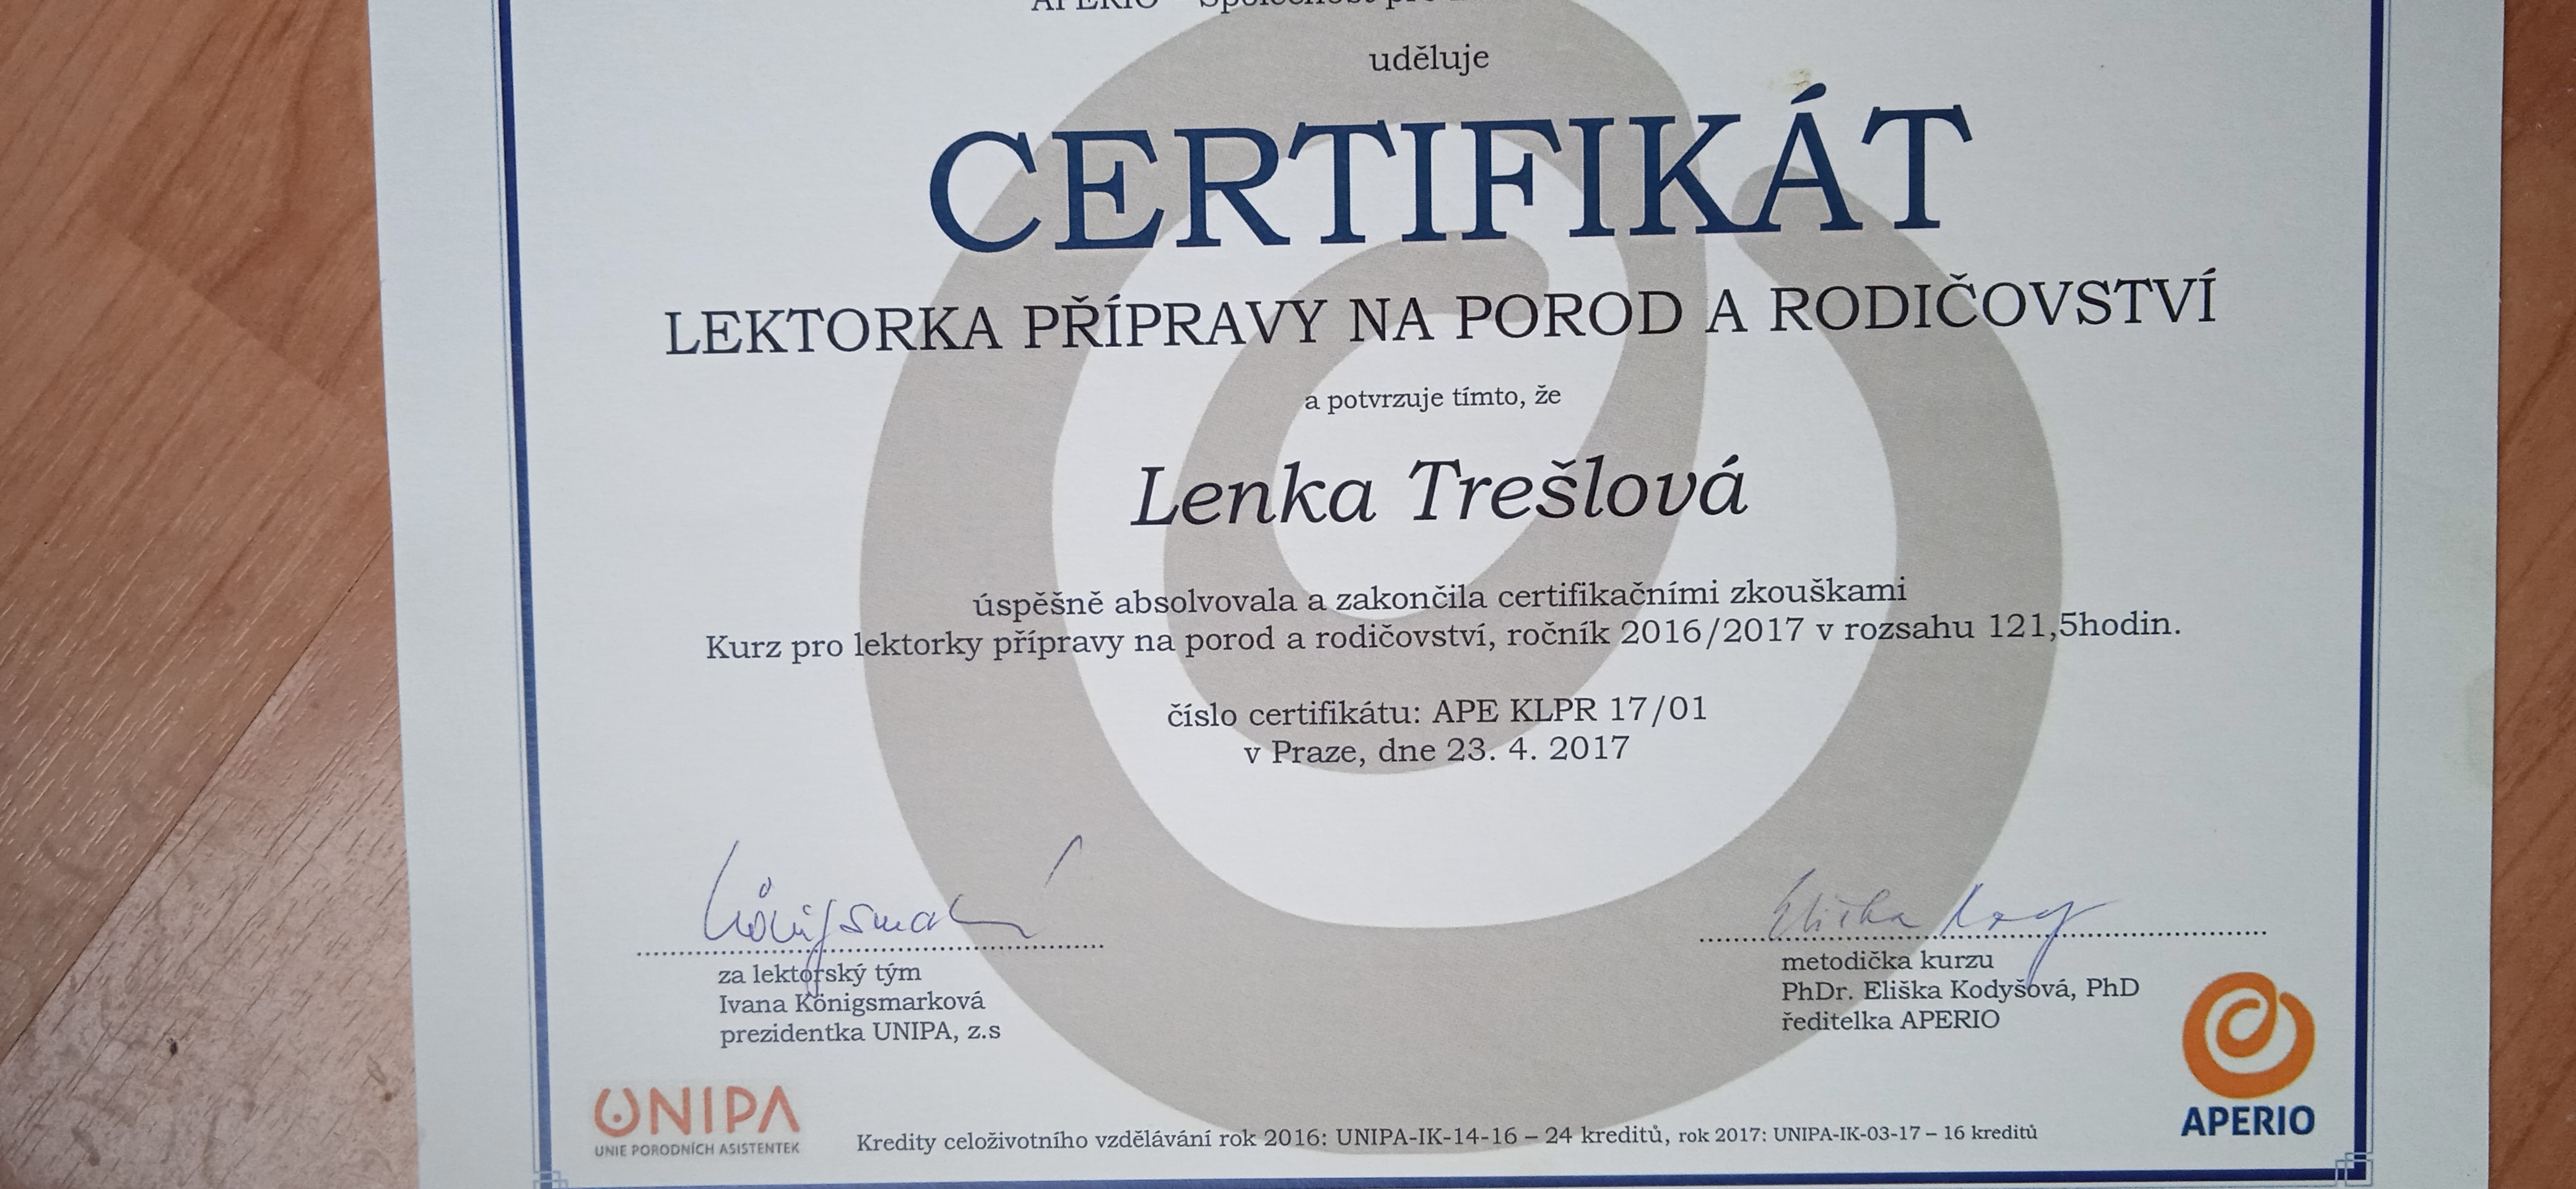 APERIO – Společnost pro
uděluje
CERTIFIKÁT
LEKTORKA PŘÍPRAVY NA POROD A RODIČOVSTVÍ
a potvrzuje tímto, že
Lenka Trešlová
úspěšně absolvovala a zakončila certifikačními zkouškami
Kurz pro lektorky přípravy na porod a rodičovství, ročník 2016/2017 v rozsahu 121,5hodin.
číslo certifikátu: APE KLPR 17/01
v Praze, dne 23. 4. 2017
za lektorský tým
Ivana Königsmarková
prezidentka UNIPA, z.s
metodička kurzu
PhDr. Eliška Kodyšová, PhD
ředitelka APERIO
UNIPA
UNIE PORODNÍCH ASISTENTEK
Kredity celoživotního vzdělávání rok 2016: UNIPA-IK-14-16 – 24 kreditů, rok 2017: UNIPA-IK-03-17 – 16 kreditů
APERIO